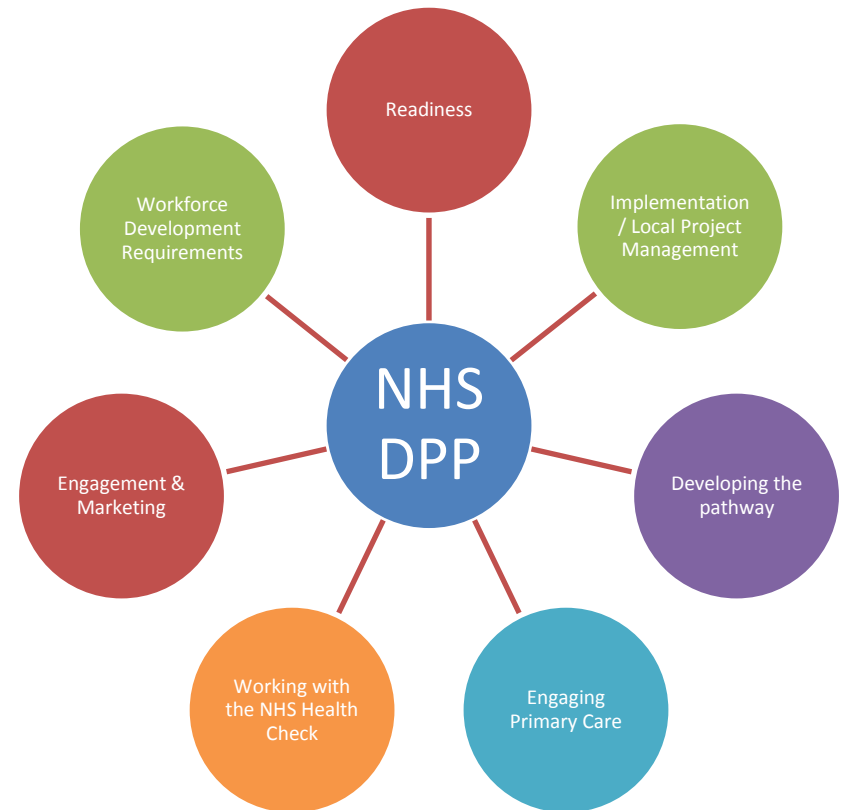 Readiness
Implementation
/ Local Project
Management
Developing the
pathway
Engaging
Primary Care
Working with
the NHS Health
Check
Engagement &
Marketing
Workforce
Development
Requirements
NHS
DPP